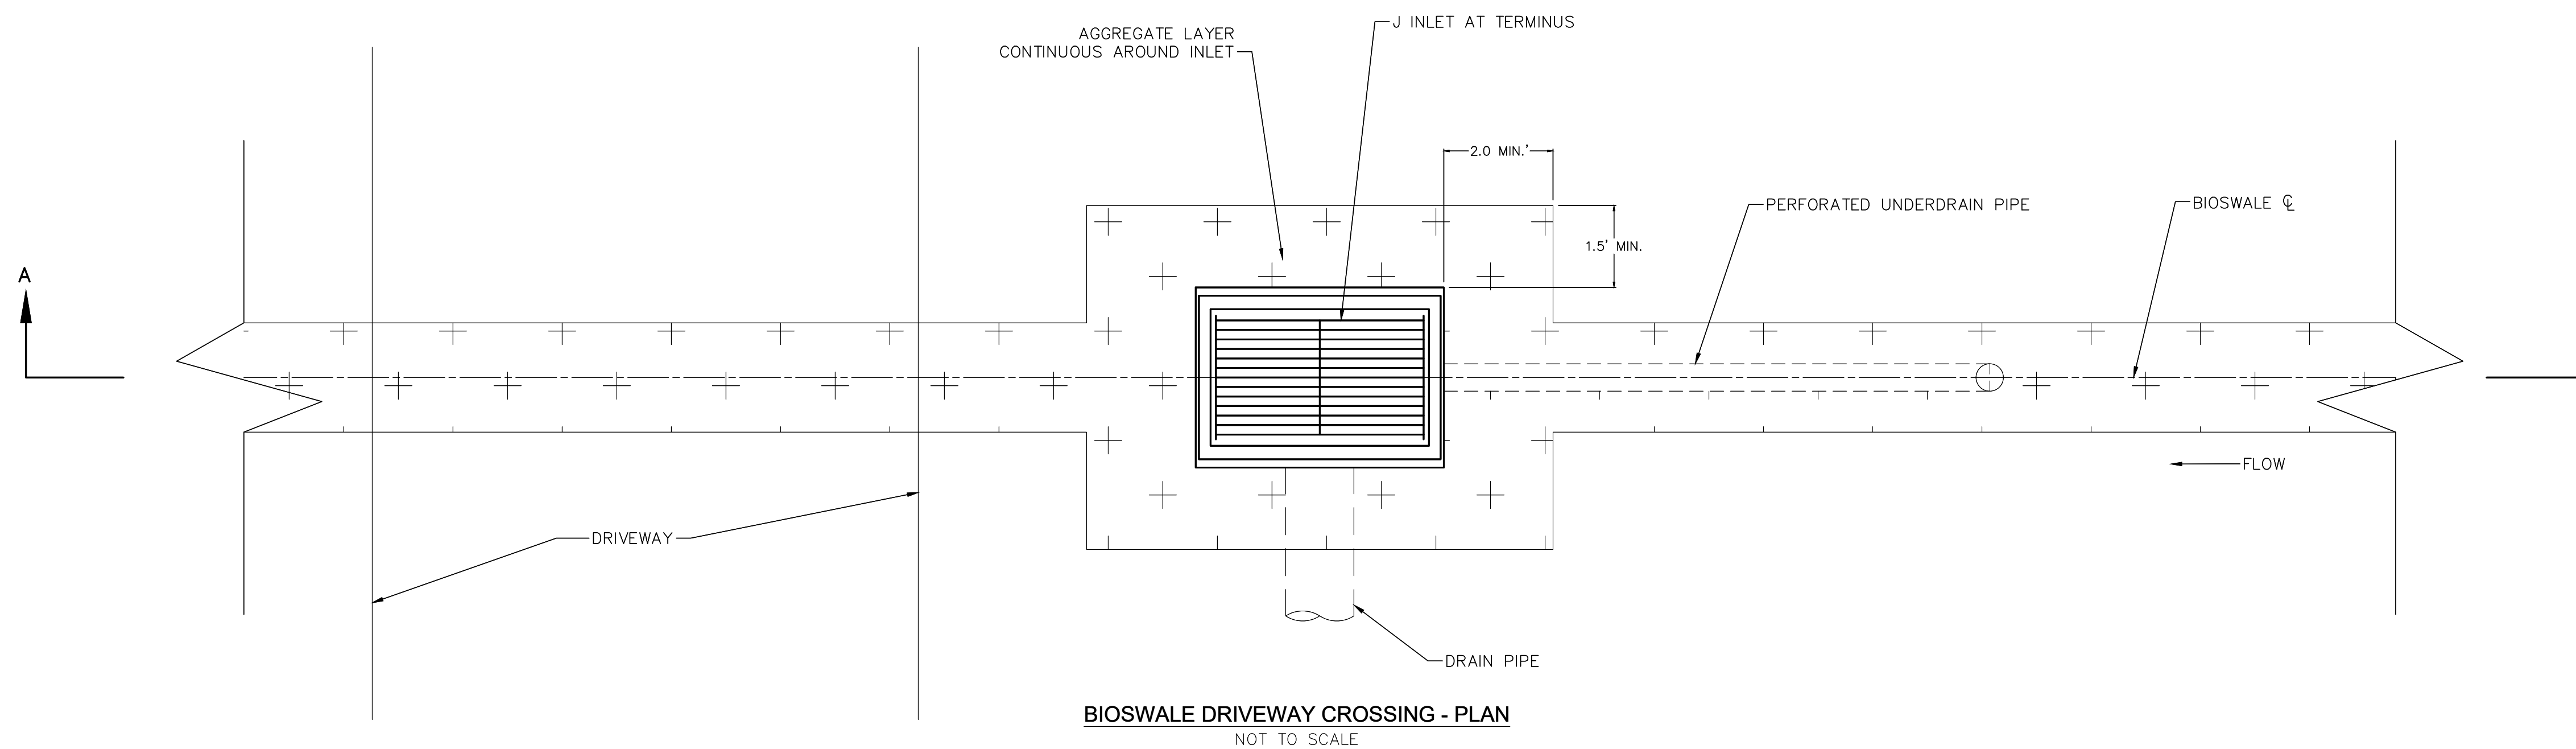 J INLET AT TERMINUS
AGGREGATE LAYER
CONTINUOUS AROUND INLET
2.0 MIN.'
PERFORATED UNDERDRAIN PIPE
BIOSWALE ℄
1.5' MIN.
A
FLOW
DRIVEWAY
DRAIN PIPE
BIOSWALE DRIVEWAY CROSSING - PLAN
NOT TO SCALE